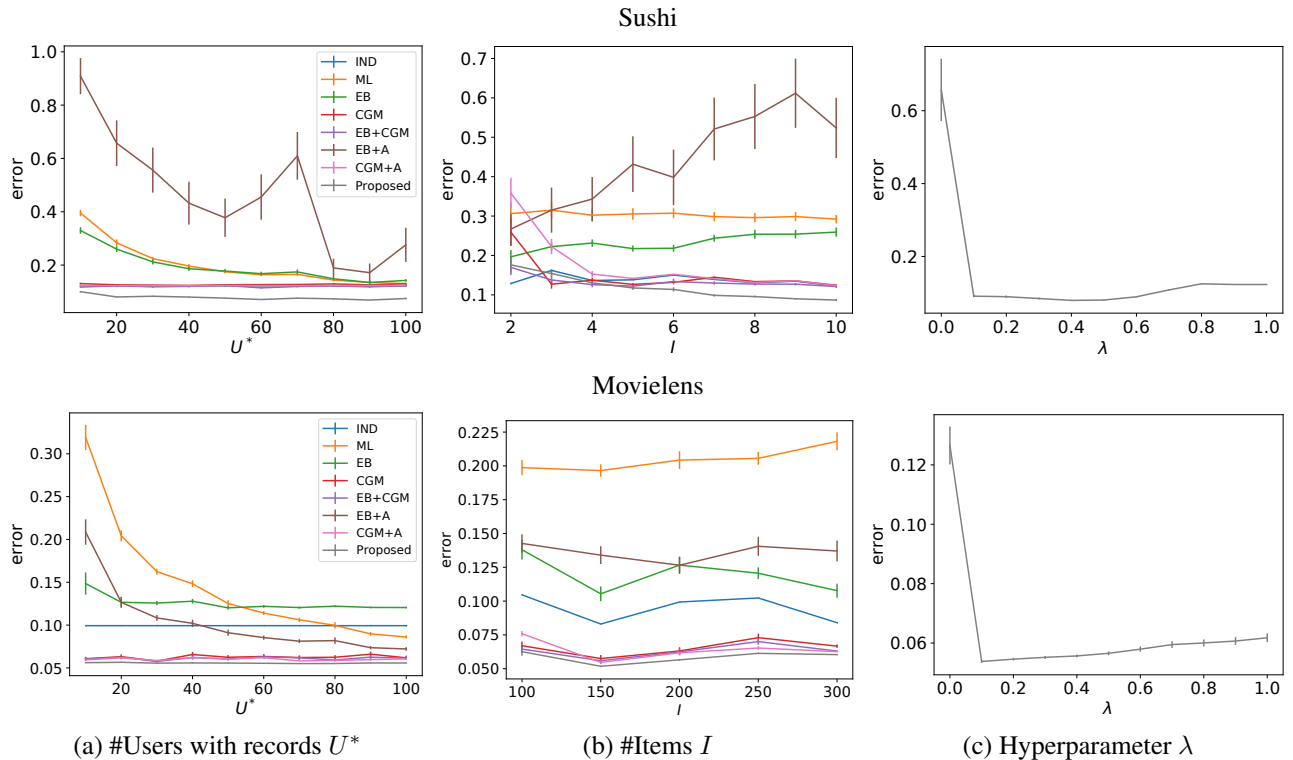 Sushi
1.0
0.8
0.6
0.4
0.2
error
20
40
60
80
100
U*
IND
ML
EB
CGM
EB+CGM
EB+A
CGM+A
Proposed
0.7
0.6
0.5
0.4
0.3
0.2
0.1
error
2
4
6
8
10
I
0.6
0.4
0.2
error
0.0
0.2
0.4
0.6
0.8
1.0
λ
Movielens
0.30
0.25
0.20
0.15
0.10
0.05
error
20
40
60
80
100
U*
IND
ML
EB
CGM
EB+CGM
EB+A
CGM+A
Proposed
0.225
0.200
0.175
0.150
0.125
0.100
0.075
0.050
error
100
150
200
250
300
I
0.12
0.10
0.08
0.06
error
0.0
0.2
0.4
0.6
0.8
1.0
λ
(a) #Users with records U*
(b) #Items I
(c) Hyperparameter λ